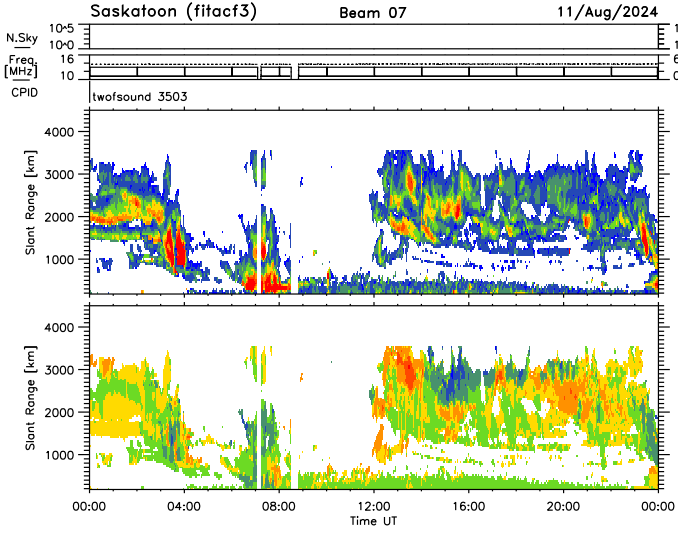 Saskatoon (fitacf3) Beam 07 11/Aug/2024
N.Sky 10^5 10^0
Freq. [MHz] 16 10 6 0
CPID twofsound 3503
Slant Range [km] 4000 3000 2000 1000
Slant Range [km] 4000 3000 2000 1000
00:00 04:00 08:00 12:00 16:00 20:00 00:00
Time UT